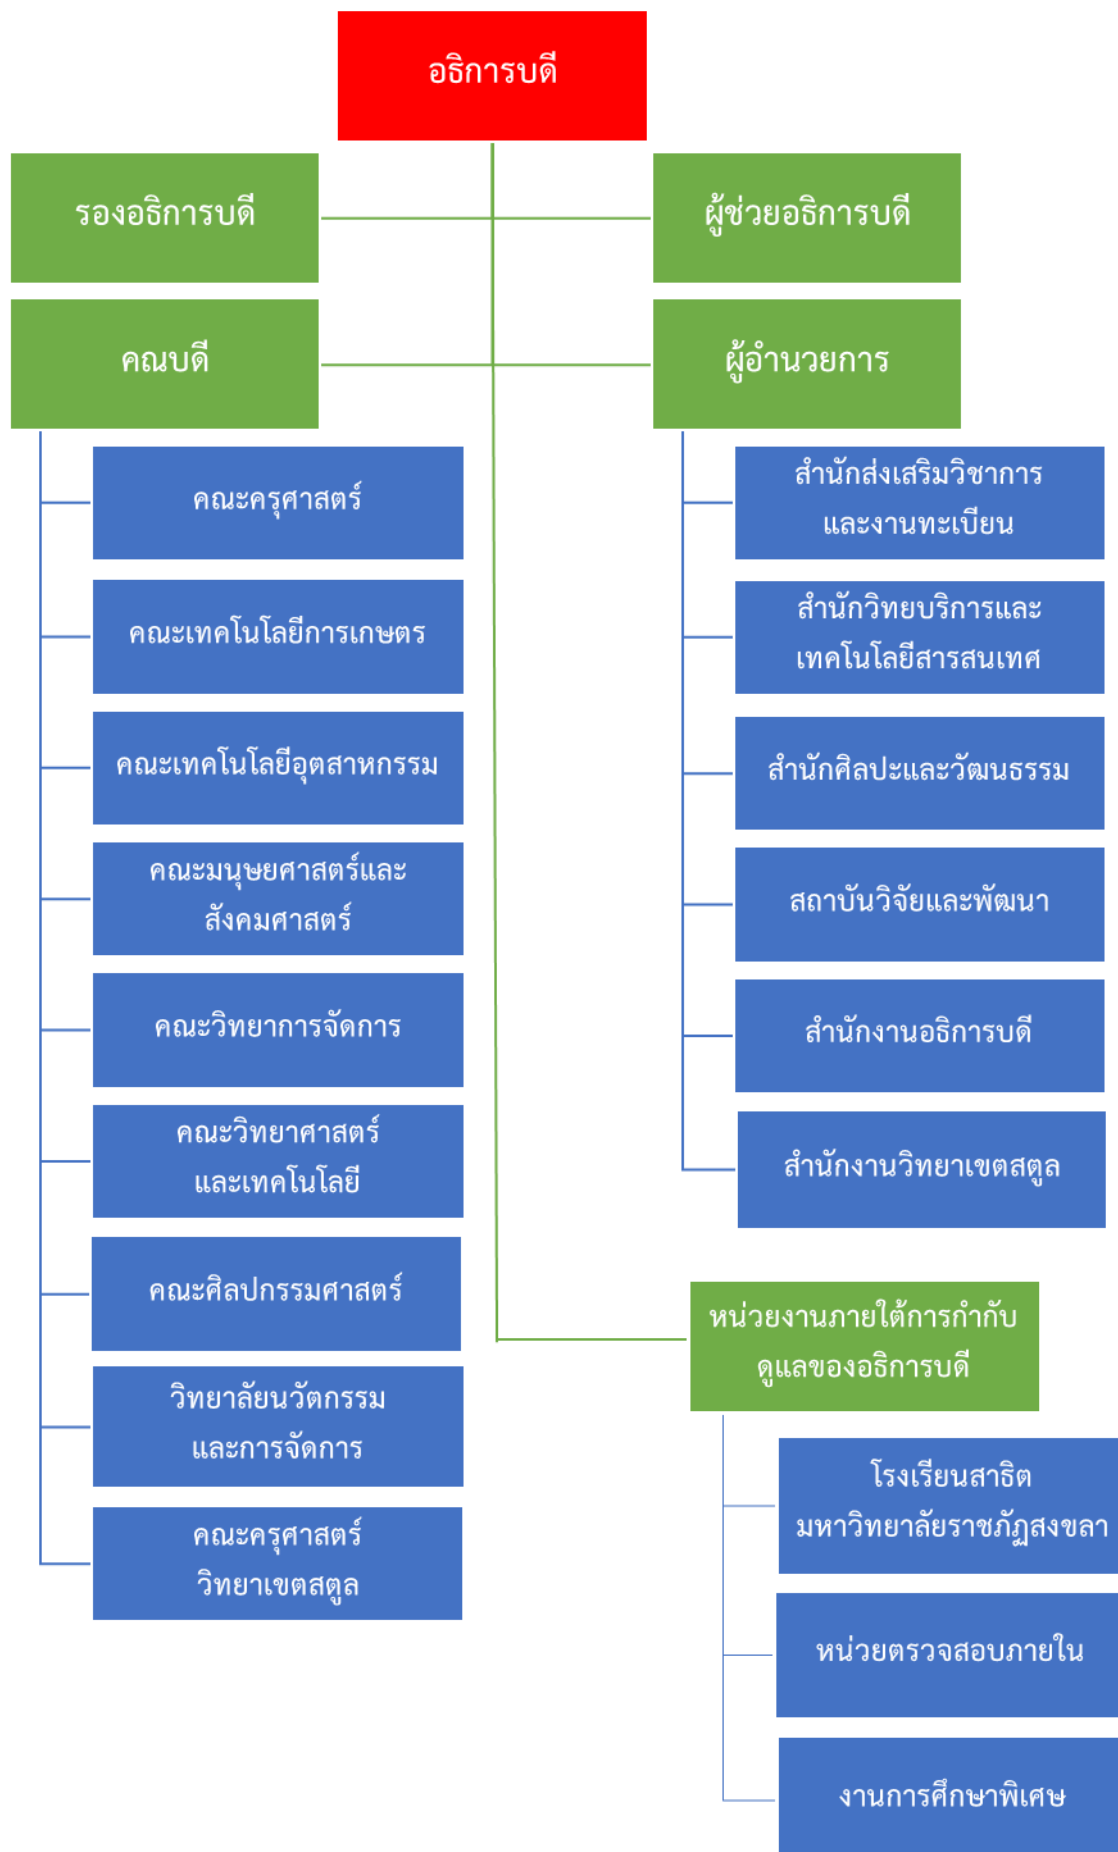 อธิการบดี
รองอธิการบดี
ผู้ช่วยอธิการบดี
คณบดี
ผู้อำนวยการ
คณะครุศาสตร์
คณะเทคโนโลยีการเกษตร
คณะเทคโนโลยีอุตสาหกรรม
คณะมนุษยศาสตร์และ
สังคมศาสตร์
คณะวิทยาการจัดการ
คณะวิทยาศาสตร์
และเทคโนโลยี
คณะศิลปกรรมศาสตร์
วิทยาลัยนวัตกรรม
และการจัดการ
คณะครุศาสตร์
วิทยาเขตสตูล
สำนักส่งเสริมวิชาการ
และงานทะเบียน
สำนักวิทยบริการและ
เทคโนโลยีสารสนเทศ
สำนักศิลปะและวัฒนธรรม
สถาบันวิจัยและพัฒนา
สำนักงานอธิการบดี
สำนักงานวิทยาเขตสตูล
หน่วยงานภายใต้การกำกับ
ดูแลของอธิการบดี
โรงเรียนสาธิต
มหาวิทยาลัยราชภัฏสงขลา
หน่วยตรวจสอบภายใน
งานการศึกษาพิเศษ